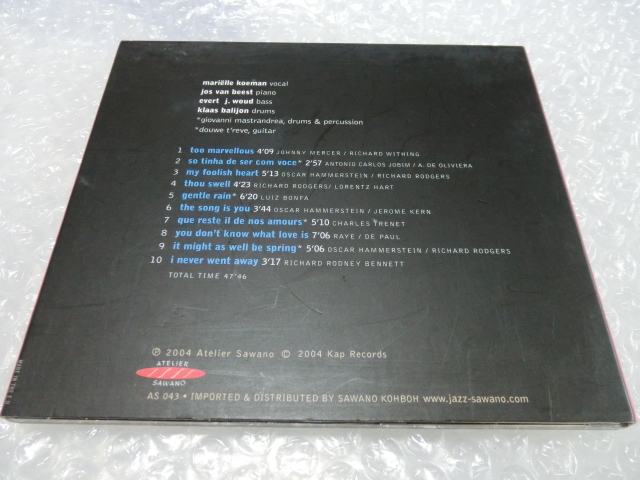 mariëlle koeman vocal
jos van beest piano
evert j. woud bass
klaas balijon drums
*giovanni mastrandrea, drums & percussion
*douwe t'reve, guitar
1 too marvellous 4'09 JOHNNY MERCER / RICHARD WITHING
2 so tinha de ser com voce* 2'57 ANTONIO CARLOS JOBIM / A. DE OLIVIERA
3 my foolish heart 5'13 OSCAR HAMMERSTEIN / RICHARD RODGERS
4 thou swell 4'23 RICHARD RODGERS/ LORENTZ HART
5 gentle rain* 6'20 LUIZ BONFA
6 the song is you 3'44 OSCAR HAMMERSTEIN / JEROME KERN
7 que reste il de nos amours* 5'10 CHARLES TRENET
8 you don't know what love is 7'06 RAYE / DE PAUL
9 it might as well be spring* 5'06 OSCAR HAMMERSTEIN / RICHARD RODGERS
10 i never went away 3'17 RICHARD RODNEY BENNETT
TOTAL TIME 47'46
℗ 2004 Atelier Sawano © 2004 Kap Records
ATELIER
SAWANO
AS 043 • IMPORTED & DISTRIBUTED BY SAWANO KOHBOH www.jazz-sawano.com